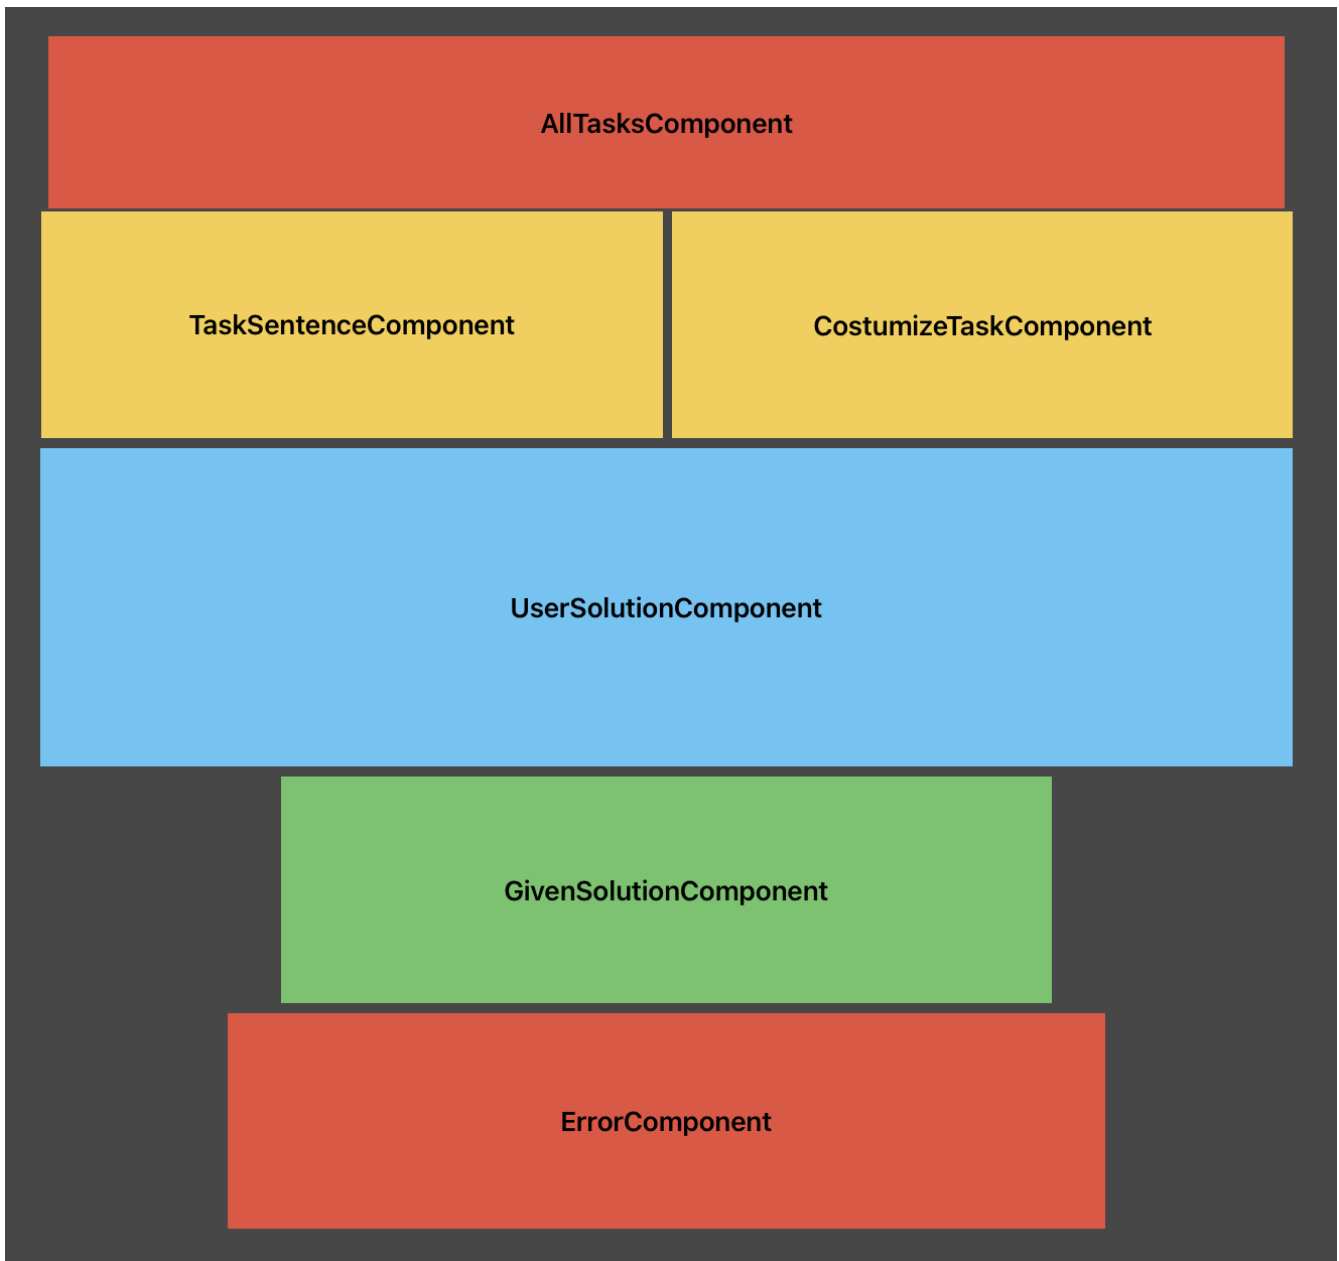 AllTasksComponent
TaskSentenceComponent
CostumizeTaskComponent
UserSolutionComponent
GivenSolutionComponent
ErrorComponent